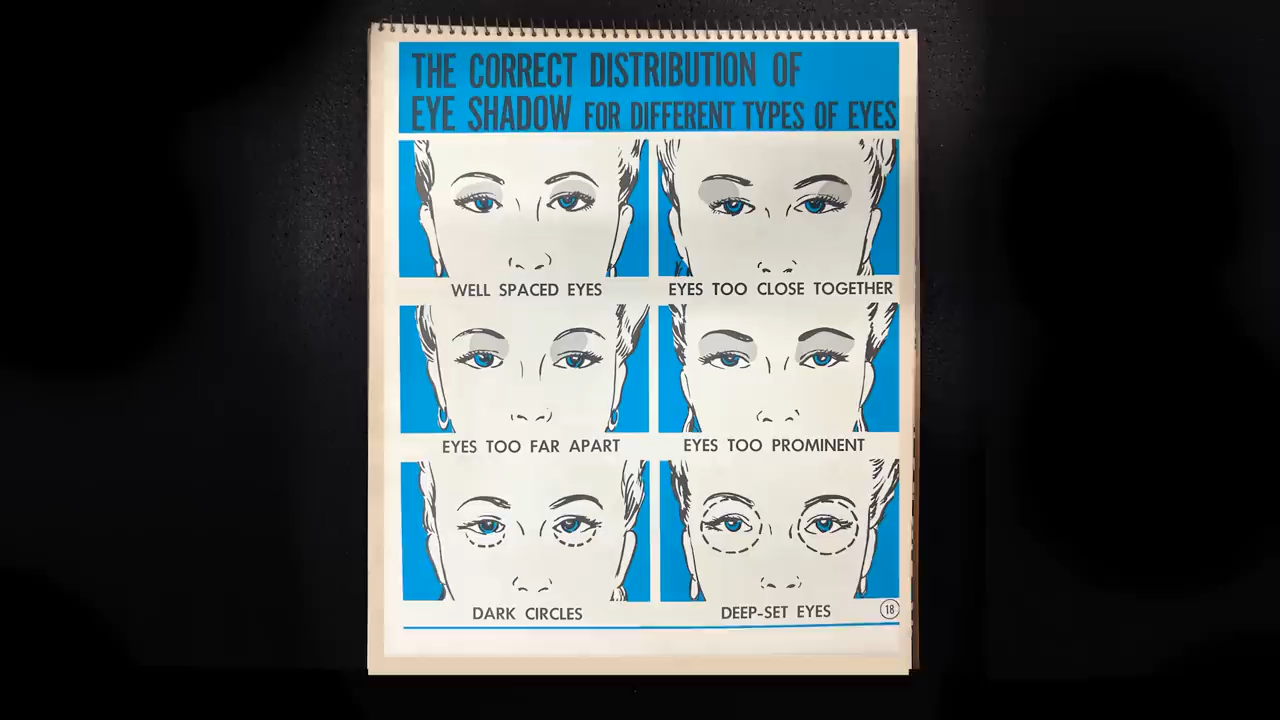 THE CORRECT DISTRIBUTION OF
EYE SHADOW FOR DIFFERENT TYPES OF EYES
WELL SPACED EYES
EYES TOO CLOSE TOGETHER
EYES TOO FAR APART
EYES TOO PROMINENT
DARK CIRCLES
DEEP-SET EYES
18